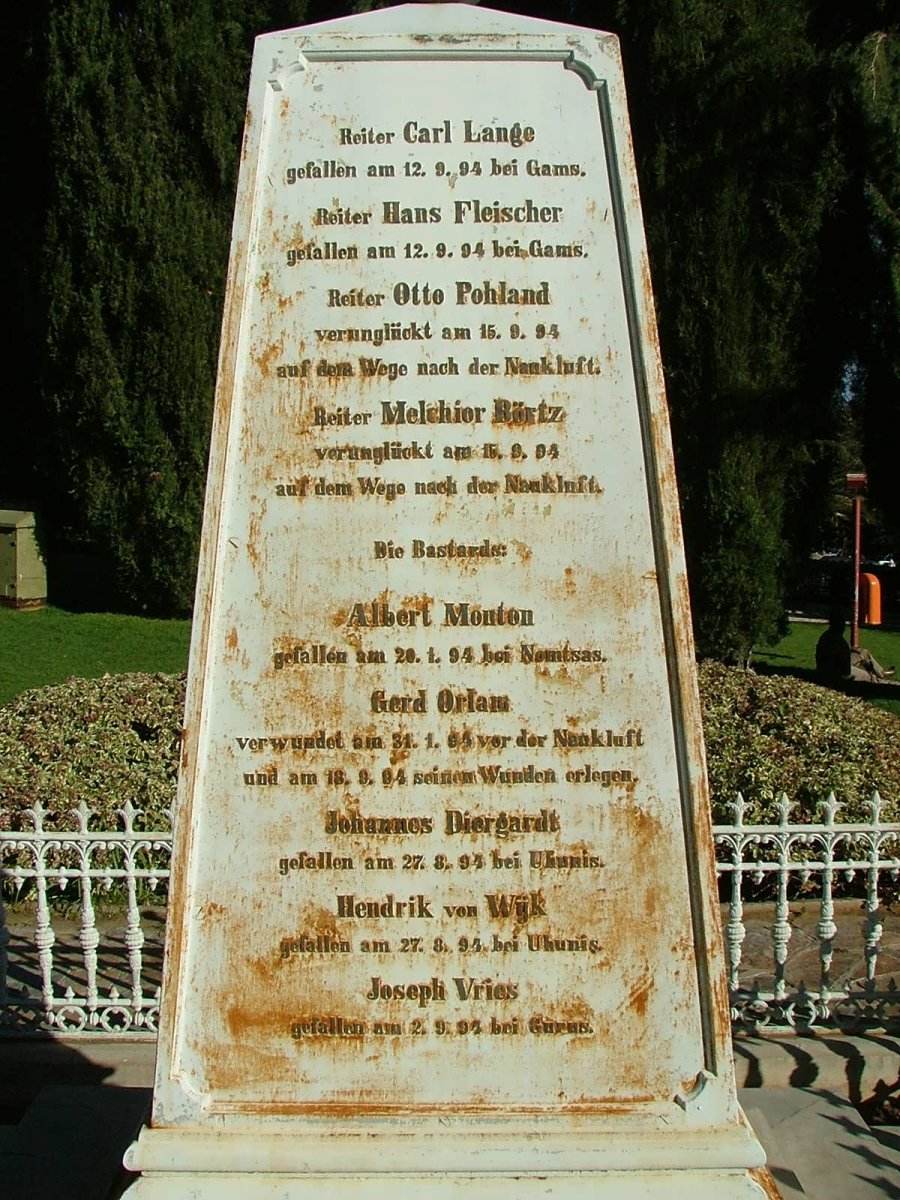 Reiter Carl Lange
gefallen am 12. 9. 94 bei Gams.
Reiter Hans Fleischer
gefallen am 12. 9. 94 bei Gams.
Reiter Otto Pohland
verunglückt am 15. 9. 94
auf dem Wege nach der Naukluft.
Reiter Melchior Börtz
verunglückt am 15. 9. 94
auf dem Wege nach der Naukluft.
Die Bastards:
Albert Mouton
gefallen am 20. 1. 94 bei Nomtsas.
Gerd Orlam
verwundet am 31. 1. 94 vor der Naukluft
und am 18. 9. 94 seinen Wunden erlegen.
Johannes Diergardt
gefallen am 27. 8. 94 bei Uhunis.
Hendrik von Wijk
gefallen am 27. 8. 94 bei Uhunis.
Joseph Vries
gefallen am 2. 9. 94 bei Gurus.